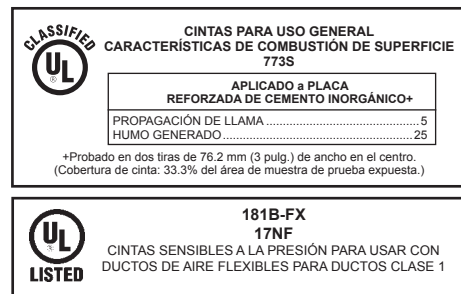 CLASSIFIED
UL
®
CINTAS PARA USO GENERAL
CARACTERÍSTICAS DE COMBUSTIÓN DE SUPERFICIE
773S
APLICADO a PLACA
REFORZADA DE CEMENTO INORGÁNICO+
PROPAGACIÓN DE LLAMA ..............................................5
HUMO GENERADO.........................................................25
+Probado en dos tiras de 76.2 mm (3 pulg.) de ancho en el centro.
(Cobertura de cinta: 33.3% del área de muestra de prueba expuesta.)
UL
®
LISTED
181B-FX
17NF
CINTAS SENSIBLES A LA PRESIÓN PARA USAR CON
DUCTOS DE AIRE FLEXIBLES PARA DUCTOS CLASE 1